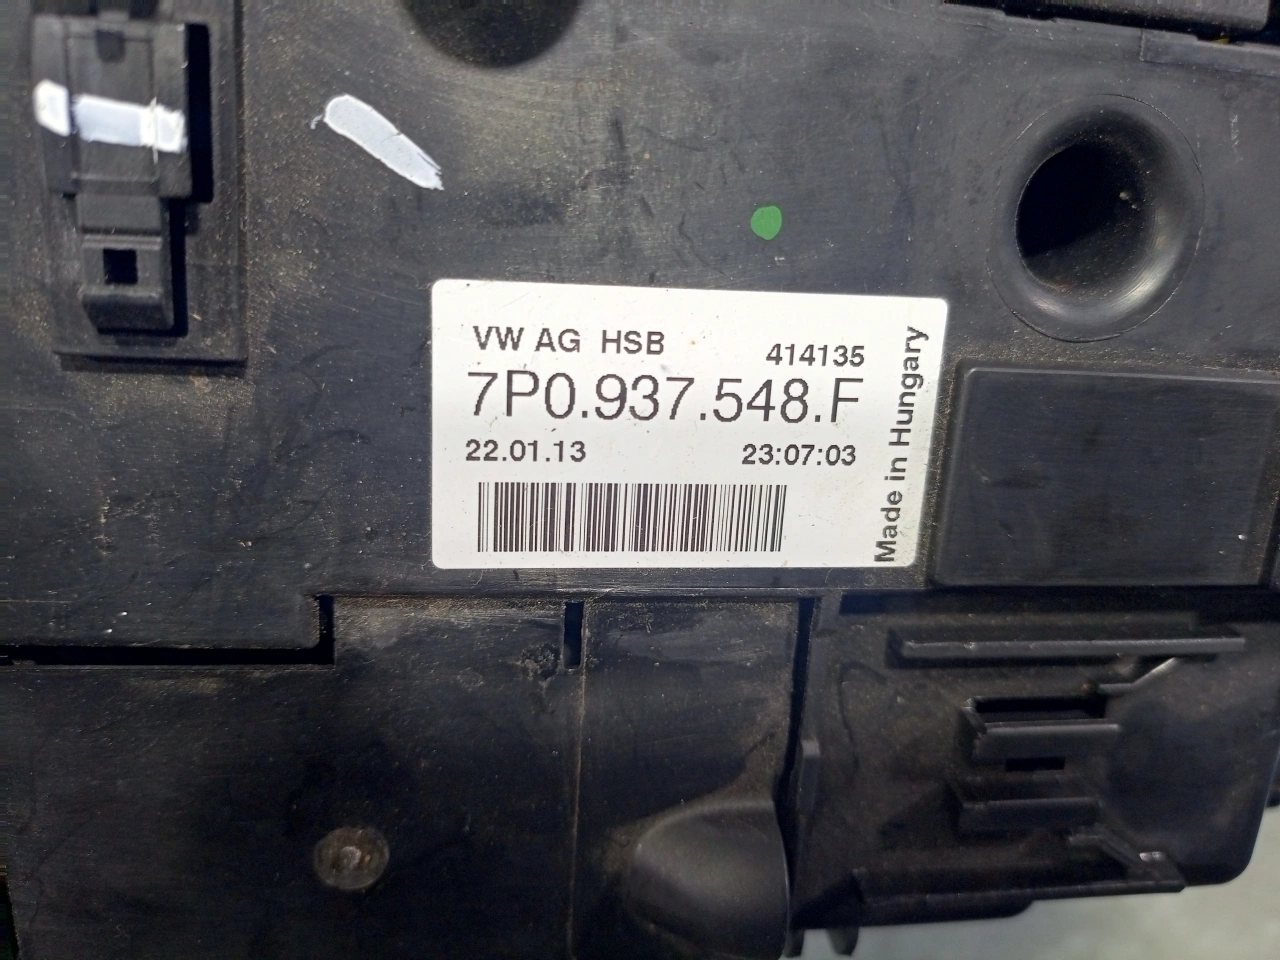 VW AG HSB 414135
7P0.937.548.F
22.01.13 23:07:03
Made in Hungary